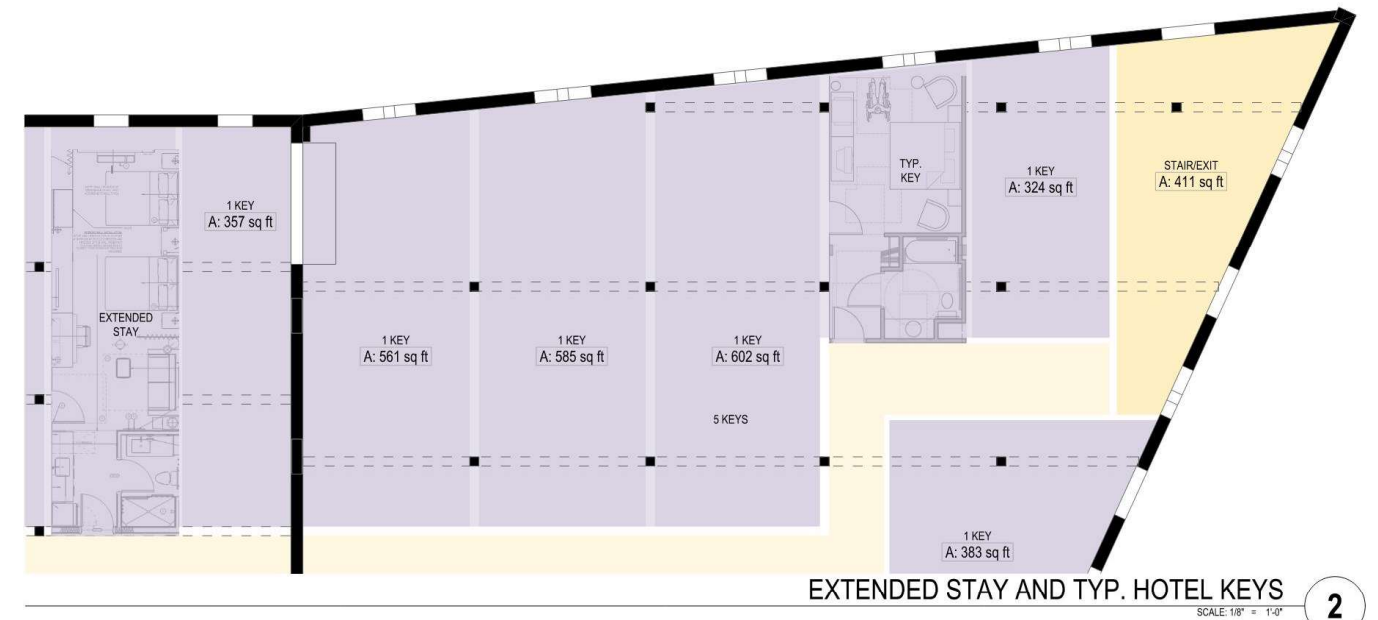 TYP.
KEY
1 KEY
A: 324 sq ft
STAIR/EXIT
A: 411 sq ft
1 KEY
A: 357 sq ft
EXTENDED
STAY
1 KEY
A: 561 sq ft
1 KEY
A: 585 sq ft
1 KEY
A: 602 sq ft
5 KEYS
1 KEY
A: 383 sq ft
EXTENDED STAY AND TYP. HOTEL KEYS
SCALE: 1/8" = 1'-0"
2